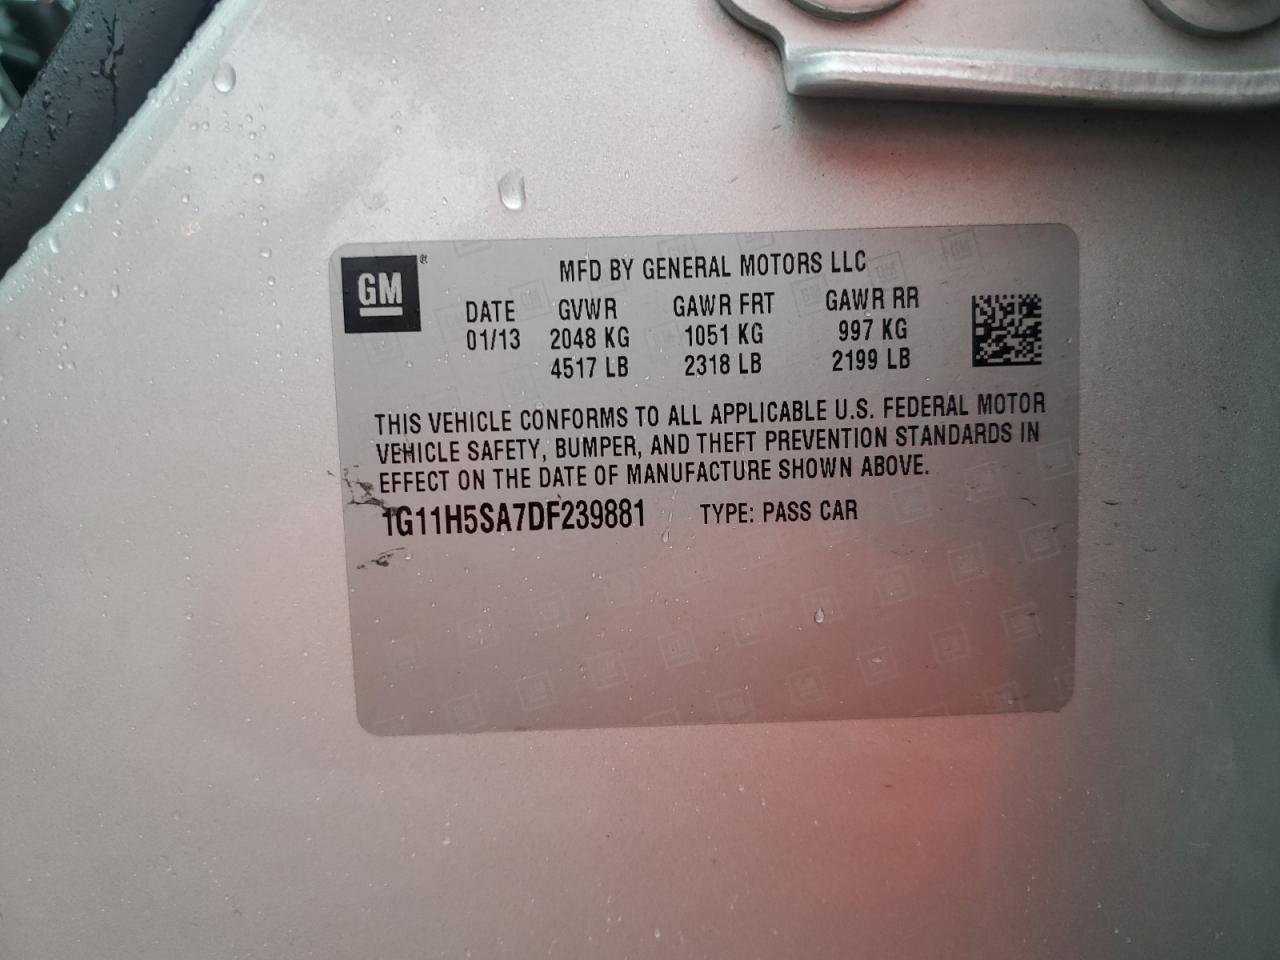 GM®
MFD BY GENERAL MOTORS LLC
DATE GVWR GAWR FRT GAWR RR
01/13 2048 KG 1051 KG 997 KG
4517 LB 2318 LB 2199 LB
THIS VEHICLE CONFORMS TO ALL APPLICABLE U.S. FEDERAL MOTOR
VEHICLE SAFETY, BUMPER, AND THEFT PREVENTION STANDARDS IN
EFFECT ON THE DATE OF MANUFACTURE SHOWN ABOVE.
1G11H5SA7DF239881 TYPE: PASS CAR